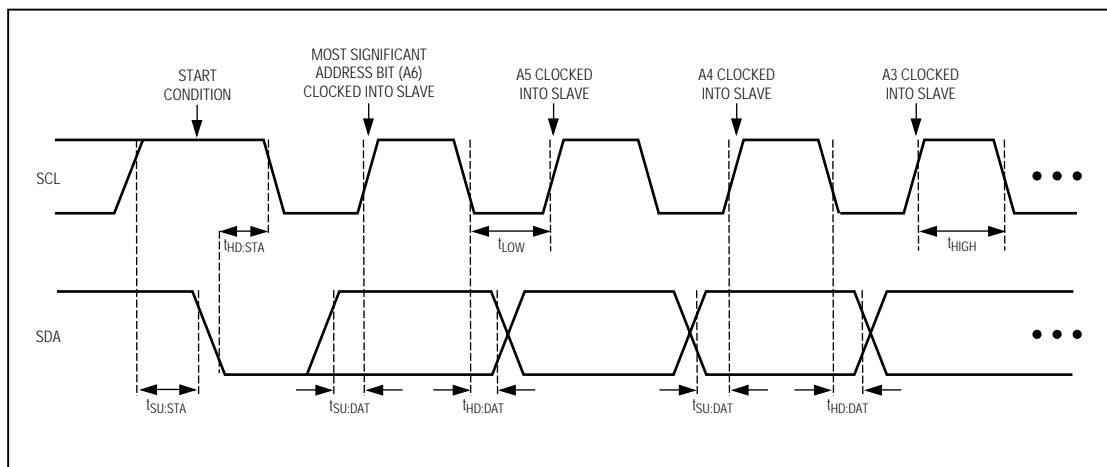 START
CONDITION
MOST SIGNIFICANT
ADDRESS BIT (A6)
CLOCKED INTO SLAVE
A5 CLOCKED
INTO SLAVE
A4 CLOCKED
INTO SLAVE
A3 CLOCKED
INTO SLAVE
SCL
tHD:STA
tLOW
tHIGH
SDA
tSU:STA
tSU:DAT
tHD:DAT
tSU:DAT
tHD:DAT